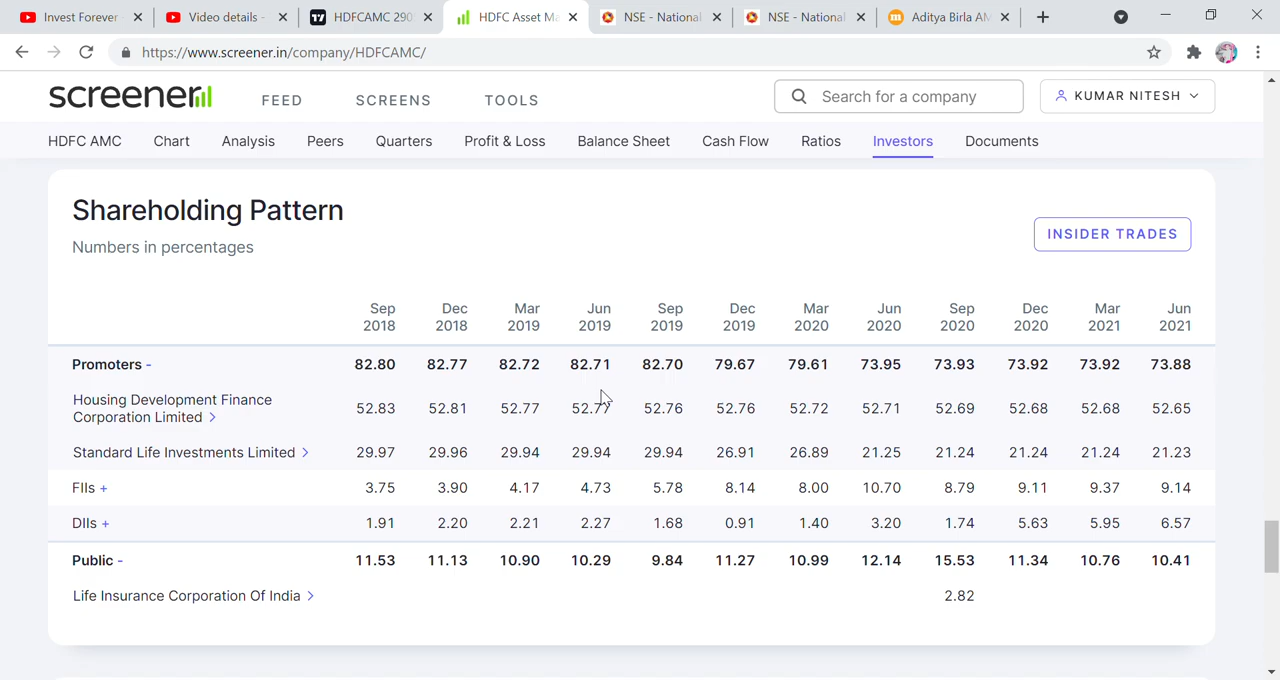 Invest Forever
Video details -
HDFCAMC 290
HDFC Asset Ma
NSE - National
NSE - National
Aditya Birla AM
https://www.screener.in/company/HDFCAMC/
screener
FEED
SCREENS
TOOLS
Search for a company
KUMAR NITESH
HDFC AMC
Chart
Analysis
Peers
Quarters
Profit & Loss
Balance Sheet
Cash Flow
Ratios
Investors
Documents
Shareholding Pattern
Numbers in percentages
INSIDER TRADES
Sep Dec Mar Jun Sep Dec Mar Jun Sep Dec Mar Jun
2018 2018 2019 2019 2019 2019 2020 2020 2020 2020 2021 2021
Promoters - 82.80 82.77 82.72 82.71 82.70 79.67 79.61 73.95 73.93 73.92 73.92 73.88
Housing Development Finance
Corporation Limited > 52.83 52.81 52.77 52.77 52.76 52.76 52.72 52.71 52.69 52.68 52.68 52.65
Standard Life Investments Limited > 29.97 29.96 29.94 29.94 29.94 26.91 26.89 21.25 21.24 21.24 21.24 21.23
FIIs + 3.75 3.90 4.17 4.73 5.78 8.14 8.00 10.70 8.79 9.11 9.37 9.14
DIIs + 1.91 2.20 2.21 2.27 1.68 0.91 1.40 3.20 1.74 5.63 5.95 6.57
Public - 11.53 11.13 10.90 10.29 9.84 11.27 10.99 12.14 15.53 11.34 10.76 10.41
Life Insurance Corporation Of India > 2.82